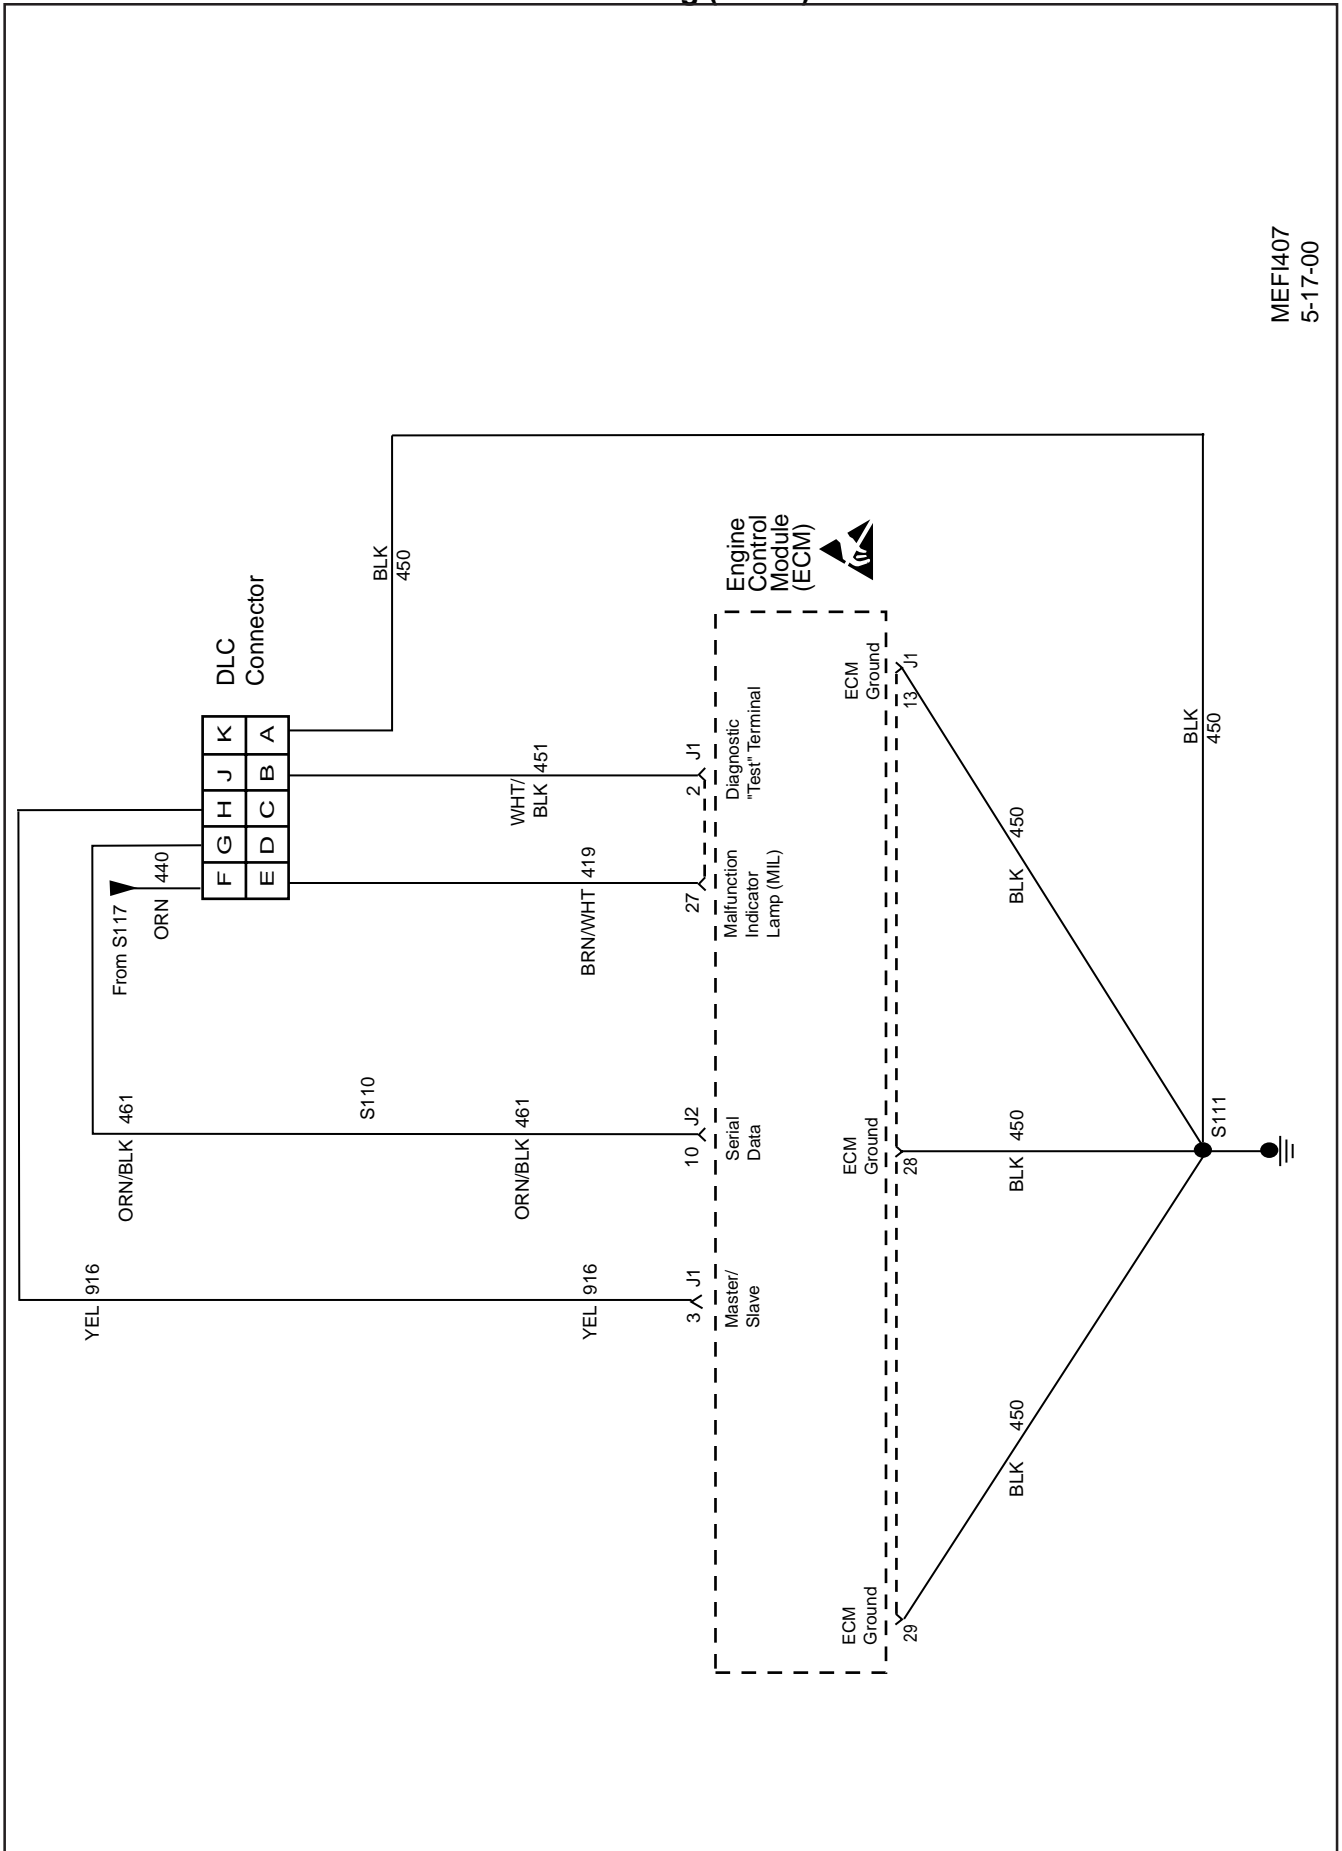 YEL 916
ORN/BLK 461
From S117
ORN 440
DLC
Connector
F G H J K
E D C B A
S110
BLK
450
ORN/BLK 461
WHT/
BLK 451
YEL 916
BRN/WHT 419
3 J1
10 J2
27
2 J1
Master/
Slave
Serial
Data
Malfunction
Indicator
Lamp (MIL)
Diagnostic
"Test" Terminal
Engine
Control
Module
(ECM)
ECM
Ground
ECM
Ground
ECM
Ground
29
28
13 J1
BLK 450
BLK 450
BLK 450
BLK
450
S111
MEFI407
5-17-00